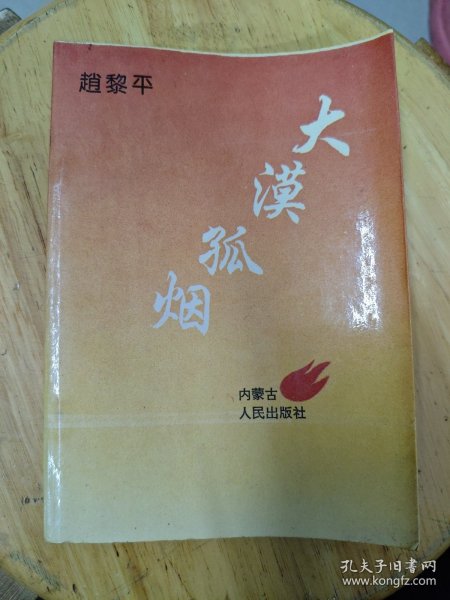 趙黎平
大漠孤烟
内蒙古
人民出版社
孔夫子旧书网
www.kongfz.com